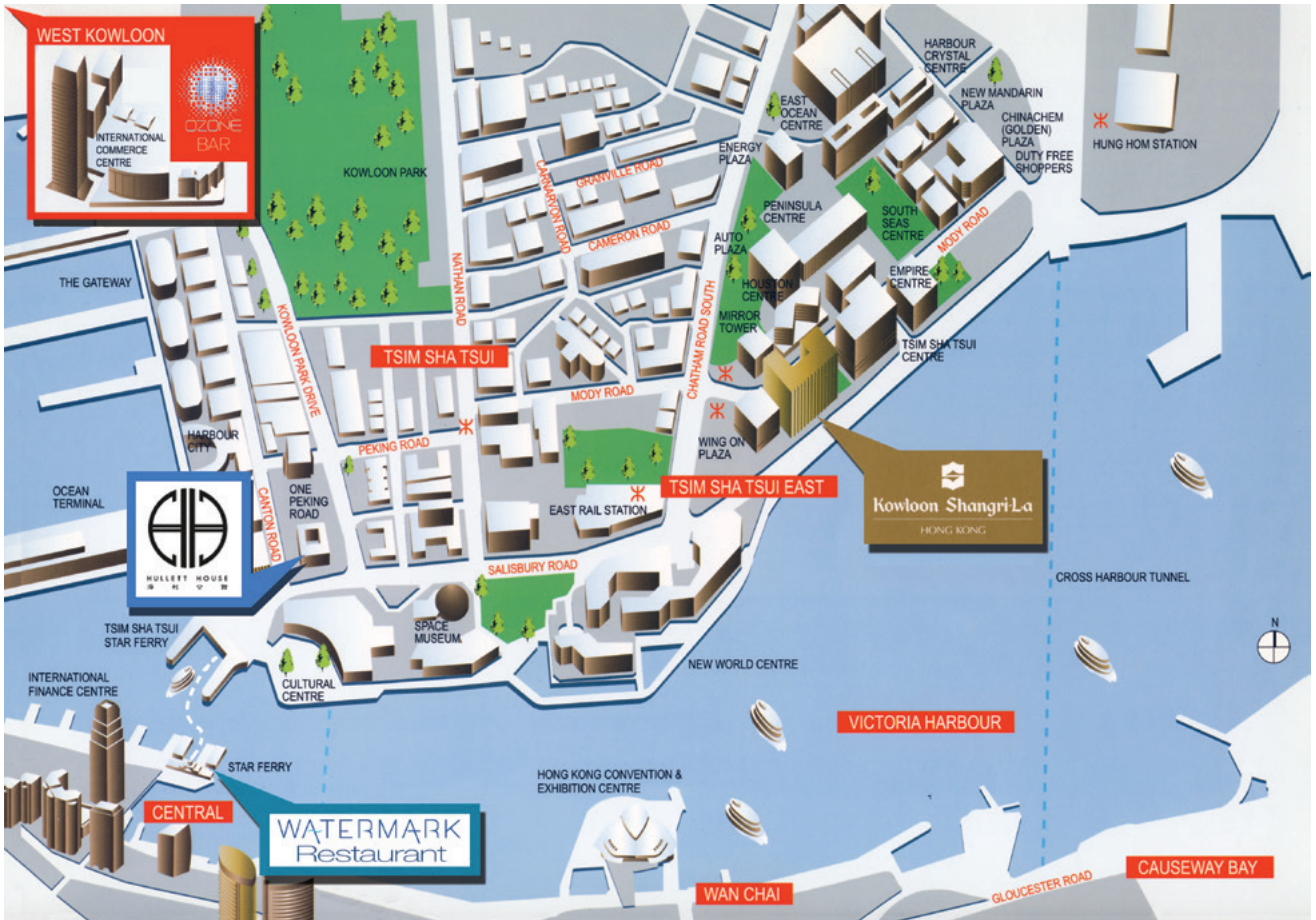 WEST KOWLOON
OZONE
BAR
INTERNATIONAL
COMMERCE
CENTRE
KOWLOON PARK
HARBOUR
CRYSTAL
CENTRE
NEW MANDARIN
PLAZA
CHINACHEM
(GOLDEN)
PLAZA
DUTY FREE
SHOPPERS
HUNG HOM STATION
EAST
OCEAN
CENTRE
ENERGY
PLAZA
GRANVILLE ROAD
CARNARVON ROAD
CAMERON ROAD
PENINSULA
CENTRE
SOUTH
SEAS
CENTRE
MODY ROAD
AUTO
PLAZA
NATHAN ROAD
THE GATEWAY
HOUSTON
CENTRE
EMPIRE
CENTRE
MIRROR
TOWER
KOWLOON PARK DRIVE
CHATHAM ROAD SOUTH
TSIM SHA TSUI
CENTRE
TSIM SHA TSUI
MODY ROAD
HARBOUR
CITY
PEKING ROAD
WING ON
PLAZA
OCEAN
TERMINAL
CANTON ROAD
ONE
PEKING
ROAD
TSIM SHA TSUI EAST
EAST RAIL STATION
Kowloon Shangri-La
HONG KONG
HULLETT HOUSE
SALISBURY ROAD
CROSS HARBOUR TUNNEL
TSIM SHA TSUI
STAR FERRY
SPACE
MUSEUM
N
NEW WORLD CENTRE
INTERNATIONAL
FINANCE CENTRE
CULTURAL
CENTRE
VICTORIA HARBOUR
STAR FERRY
HONG KONG CONVENTION &
EXHIBITION CENTRE
CENTRAL
WATERMARK
Restaurant
WAN CHAI
GLOUCESTER ROAD
CAUSEWAY BAY